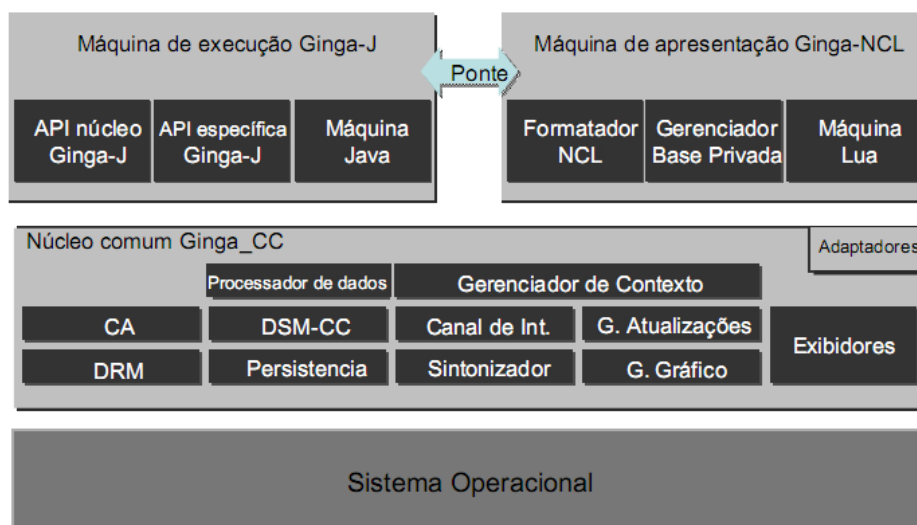 Máquina de execução Ginga-J
Máquina de apresentação Ginga-NCL
Ponte
API núcleo
Ginga-J
API específica
Ginga-J
Máquina
Java
Formatador
NCL
Gerenciador
Base Privada
Máquina
Lua
Núcleo comum Ginga_CC
Adaptadores
Processador de dados
Gerenciador de Contexto
CA
DSM-CC
Canal de Int.
G. Atualizações
Exibidores
DRM
Persistencia
Sintonizador
G. Gráfico
Sistema Operacional